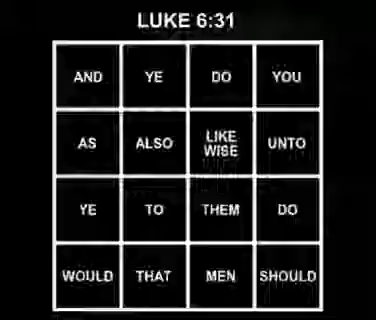 LUKE 6:31
AND YE DO YOU
AS ALSO LIKE WISE UNTO
YE TO THEM DO
WOULD THAT MEN SHOULD